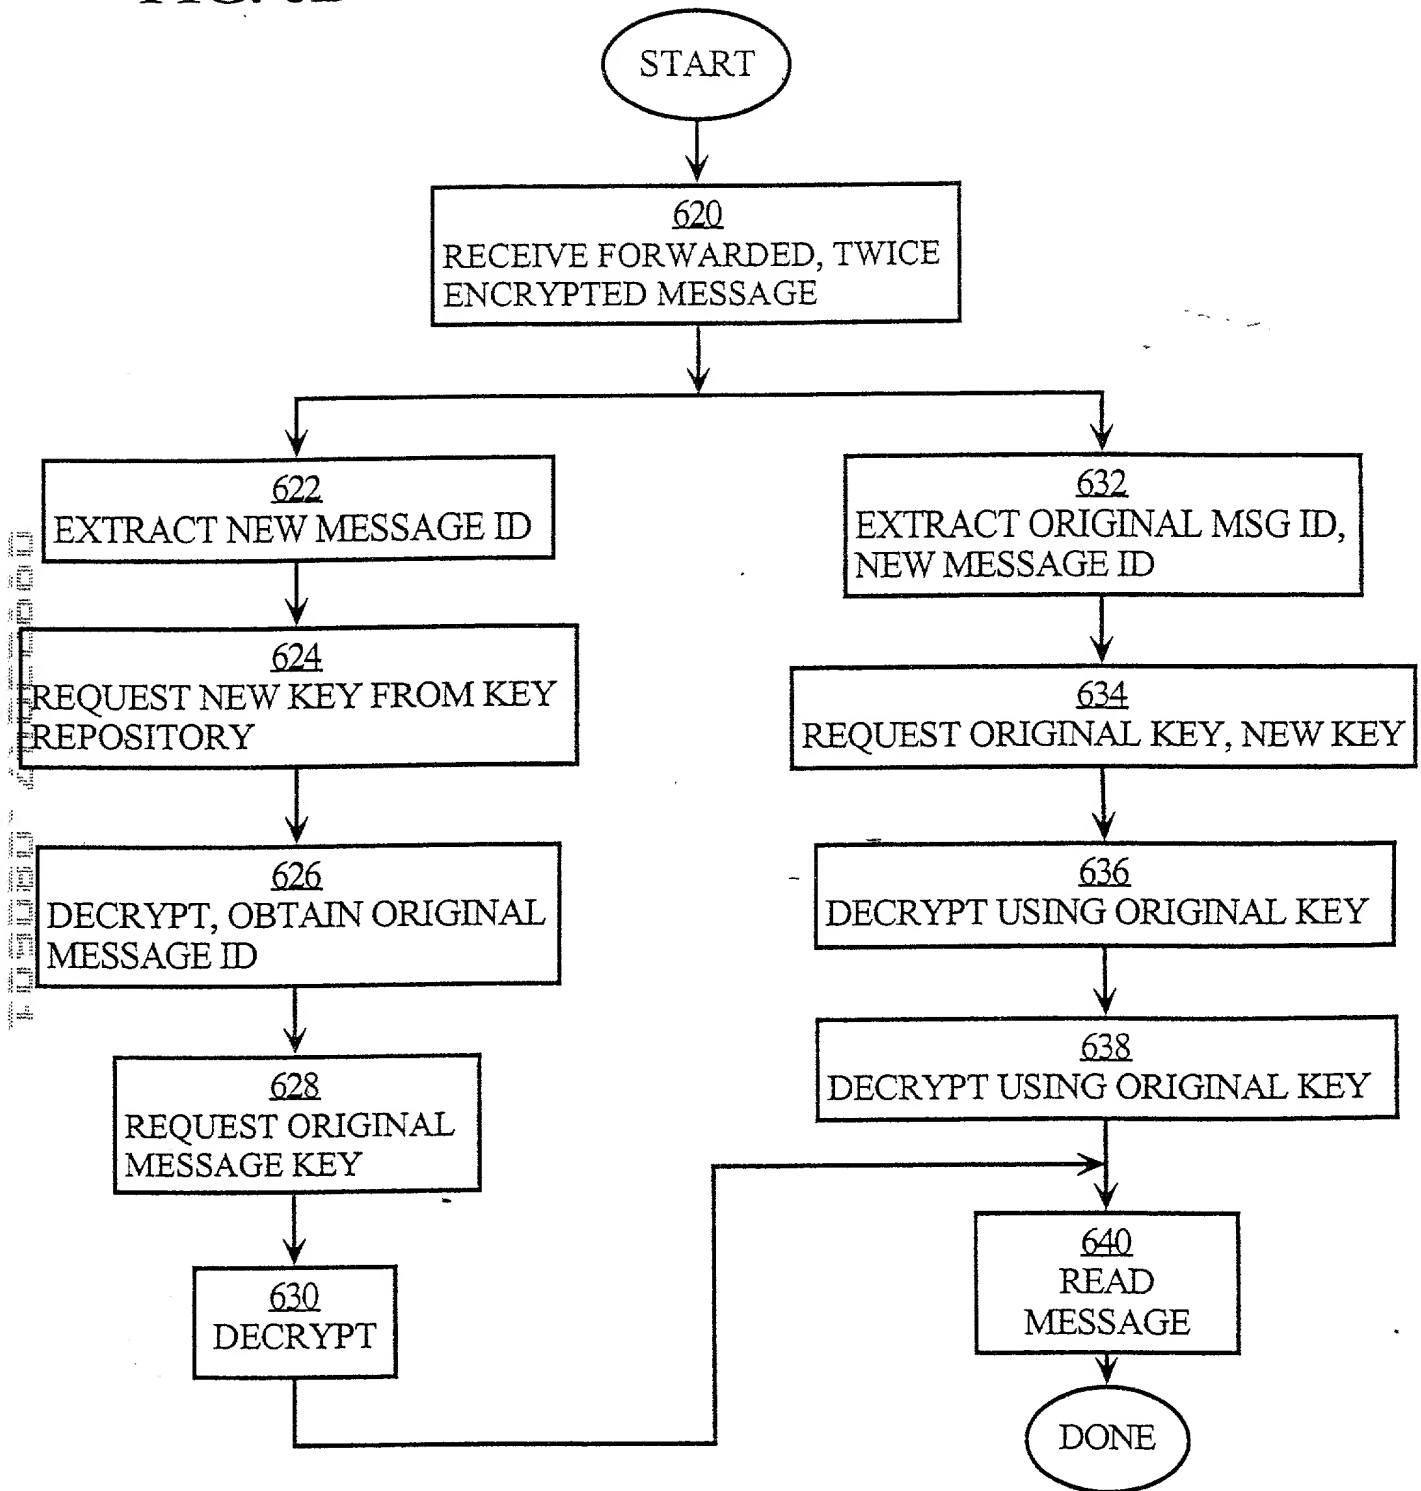 START
620
RECEIVE FORWARDED, TWICE
ENCRYPTED MESSAGE
622
EXTRACT NEW MESSAGE ID
624
REQUEST NEW KEY FROM KEY
REPOSITORY
626
DECRYPT, OBTAIN ORIGINAL
MESSAGE ID
628
REQUEST ORIGINAL
MESSAGE KEY
630
DECRYPT
632
EXTRACT ORIGINAL MSG ID,
NEW MESSAGE ID
634
REQUEST ORIGINAL KEY, NEW KEY
636
DECRYPT USING ORIGINAL KEY
638
DECRYPT USING ORIGINAL KEY
640
READ
MESSAGE
DONE